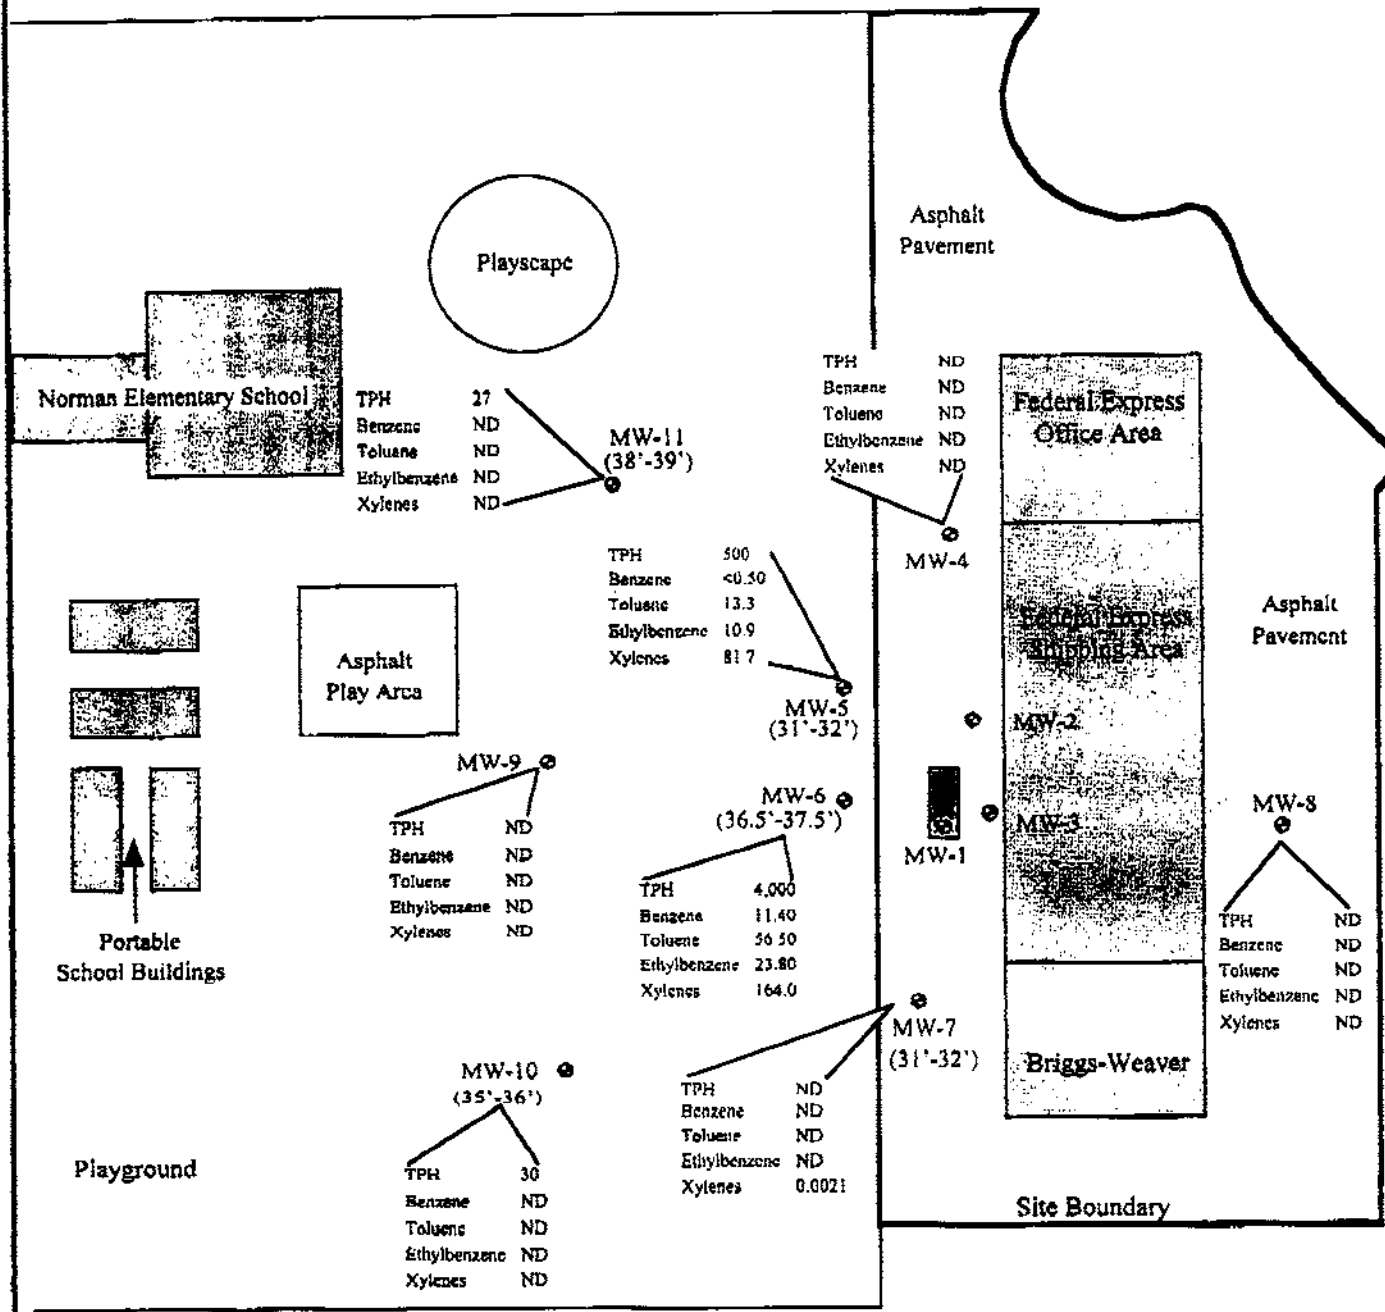 Asphalt
Pavement
Playscape
Norman Elementary School
TPH 27
Benzene ND
Toluene ND
Ethylbenzene ND
Xylenes ND
MW-11
(38'-39')
TPH ND
Benzene ND
Toluene ND
Ethylbenzene ND
Xylenes ND
MW-4
Federal Express
Office Area
TPH 500
Benzene <0.50
Toluene 13.3
Ethylbenzene 10.9
Xylenes 81 7
MW-5
(31'-32')
Federal Express
Shipping Area
Asphalt
Pavement
Asphalt
Play Area
MW-2
MW-9
TPH ND
Benzene ND
Toluene ND
Ethylbenzene ND
Xylenes ND
MW-6
(36.5'-37.5')
TPH 4,000
Benzene 11.40
Toluene 56 50
Ethylbenzene 23.80
Xylenes 164.0
MW-1
MW-3
MW-8
TPH ND
Benzene ND
Toluene ND
Ethylbenzene ND
Xylenes ND
Portable
School Buildings
MW-7
(31'-32')
TPH ND
Benzene ND
Toluene ND
Ethylbenzene ND
Xylenes 0.0021
Briggs-Weaver
MW-10
(35'-36')
TPH 30
Benzene ND
Toluene ND
Ethylbenzene ND
Xylenes ND
Playground
Site Boundary